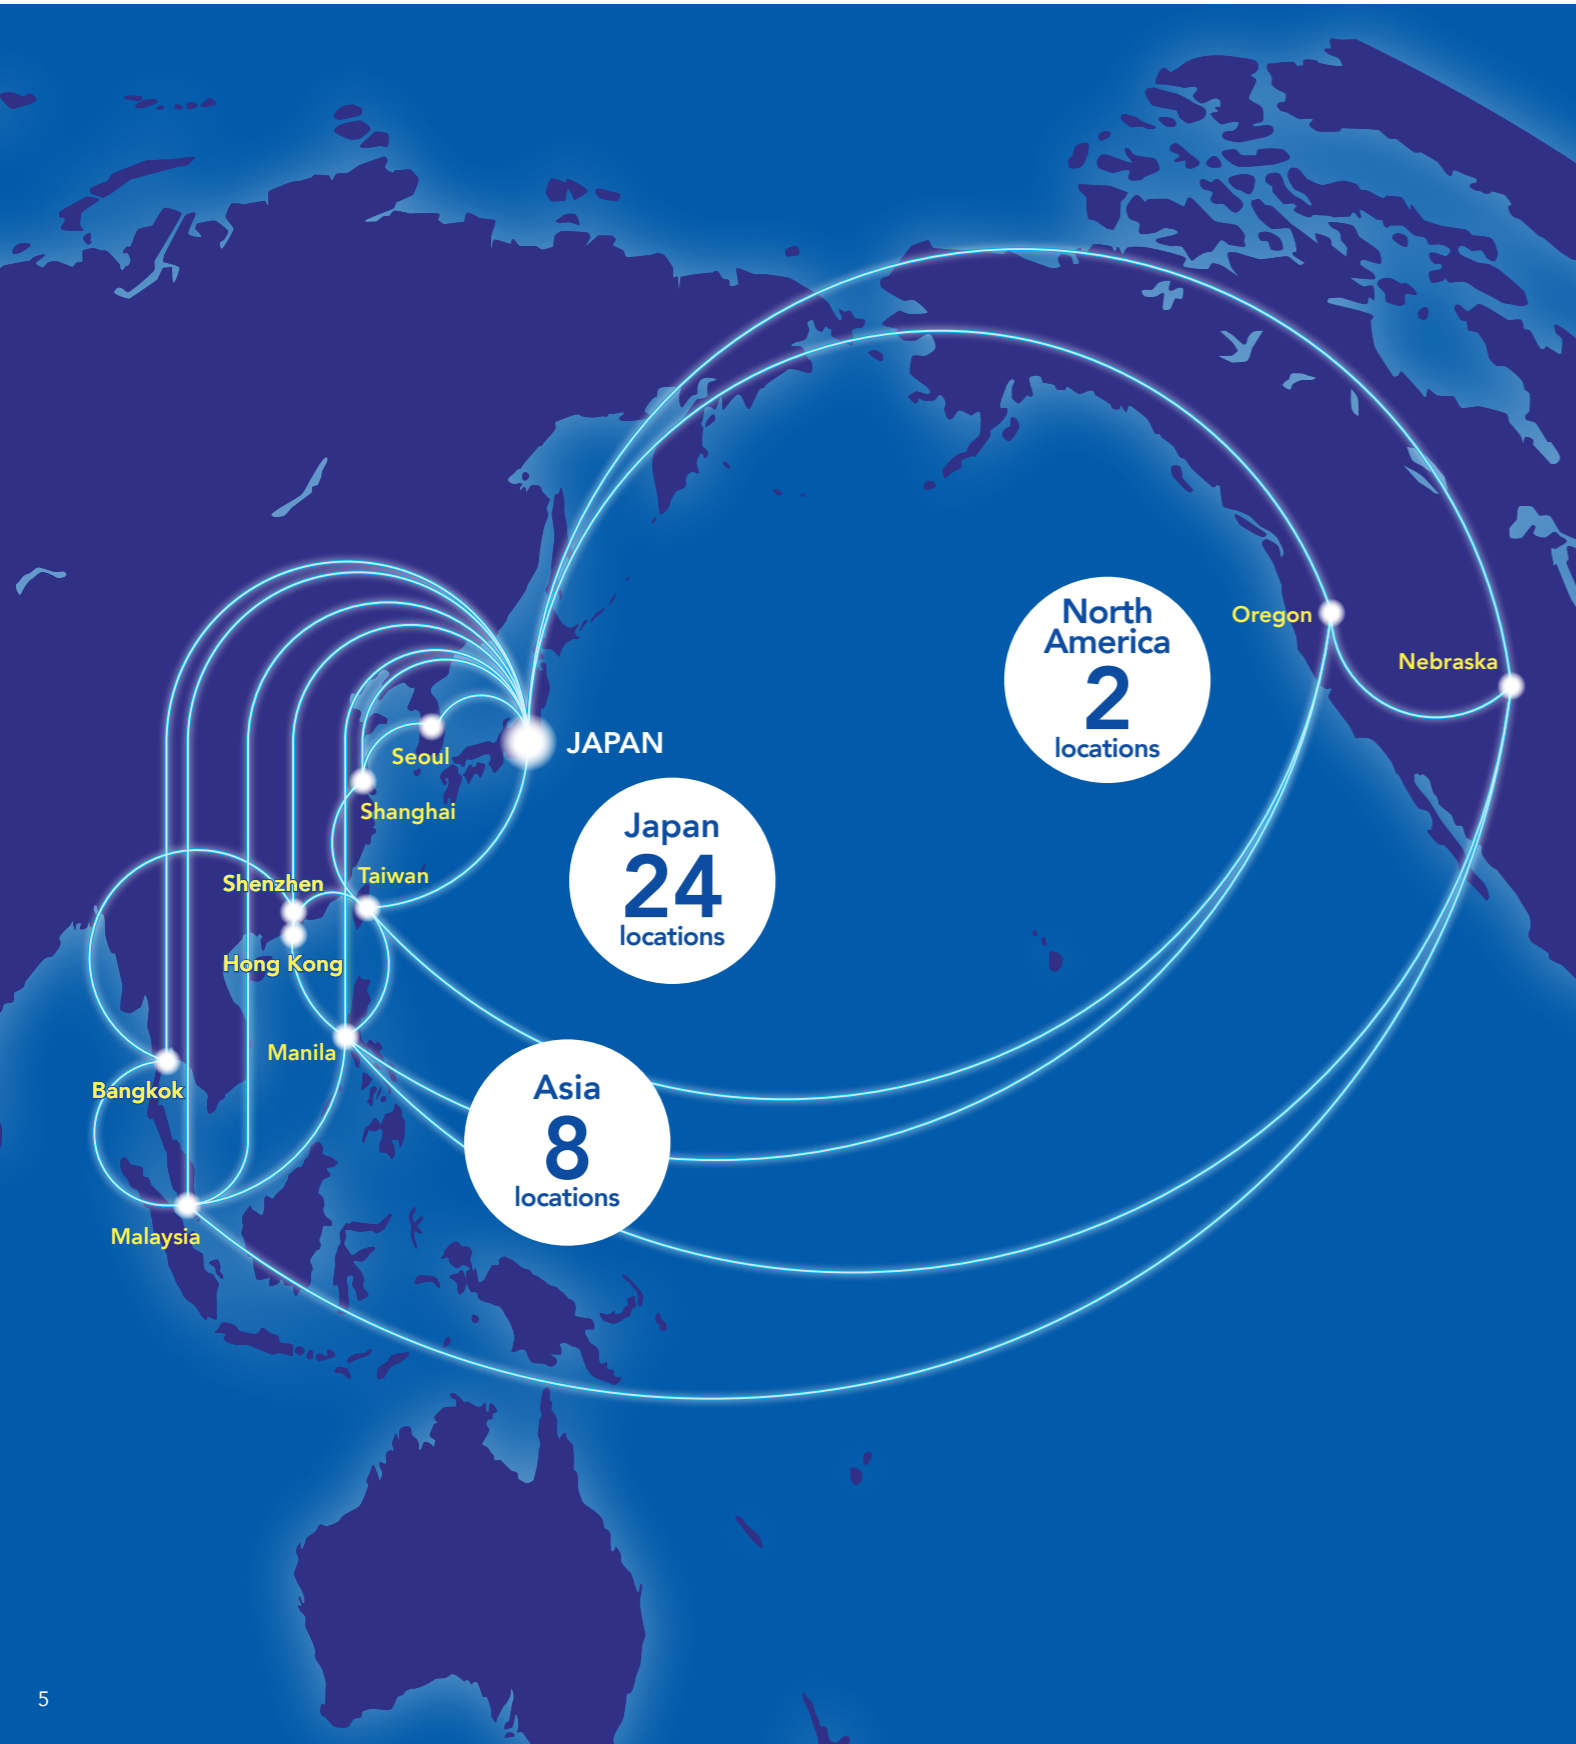 North
America
2
locations
Oregon
Nebraska
JAPAN
Seoul
Shanghai
Japan
24
locations
Taiwan
Shenzhen
Hong Kong
Manila
Bangkok
Asia
8
locations
Malaysia
5